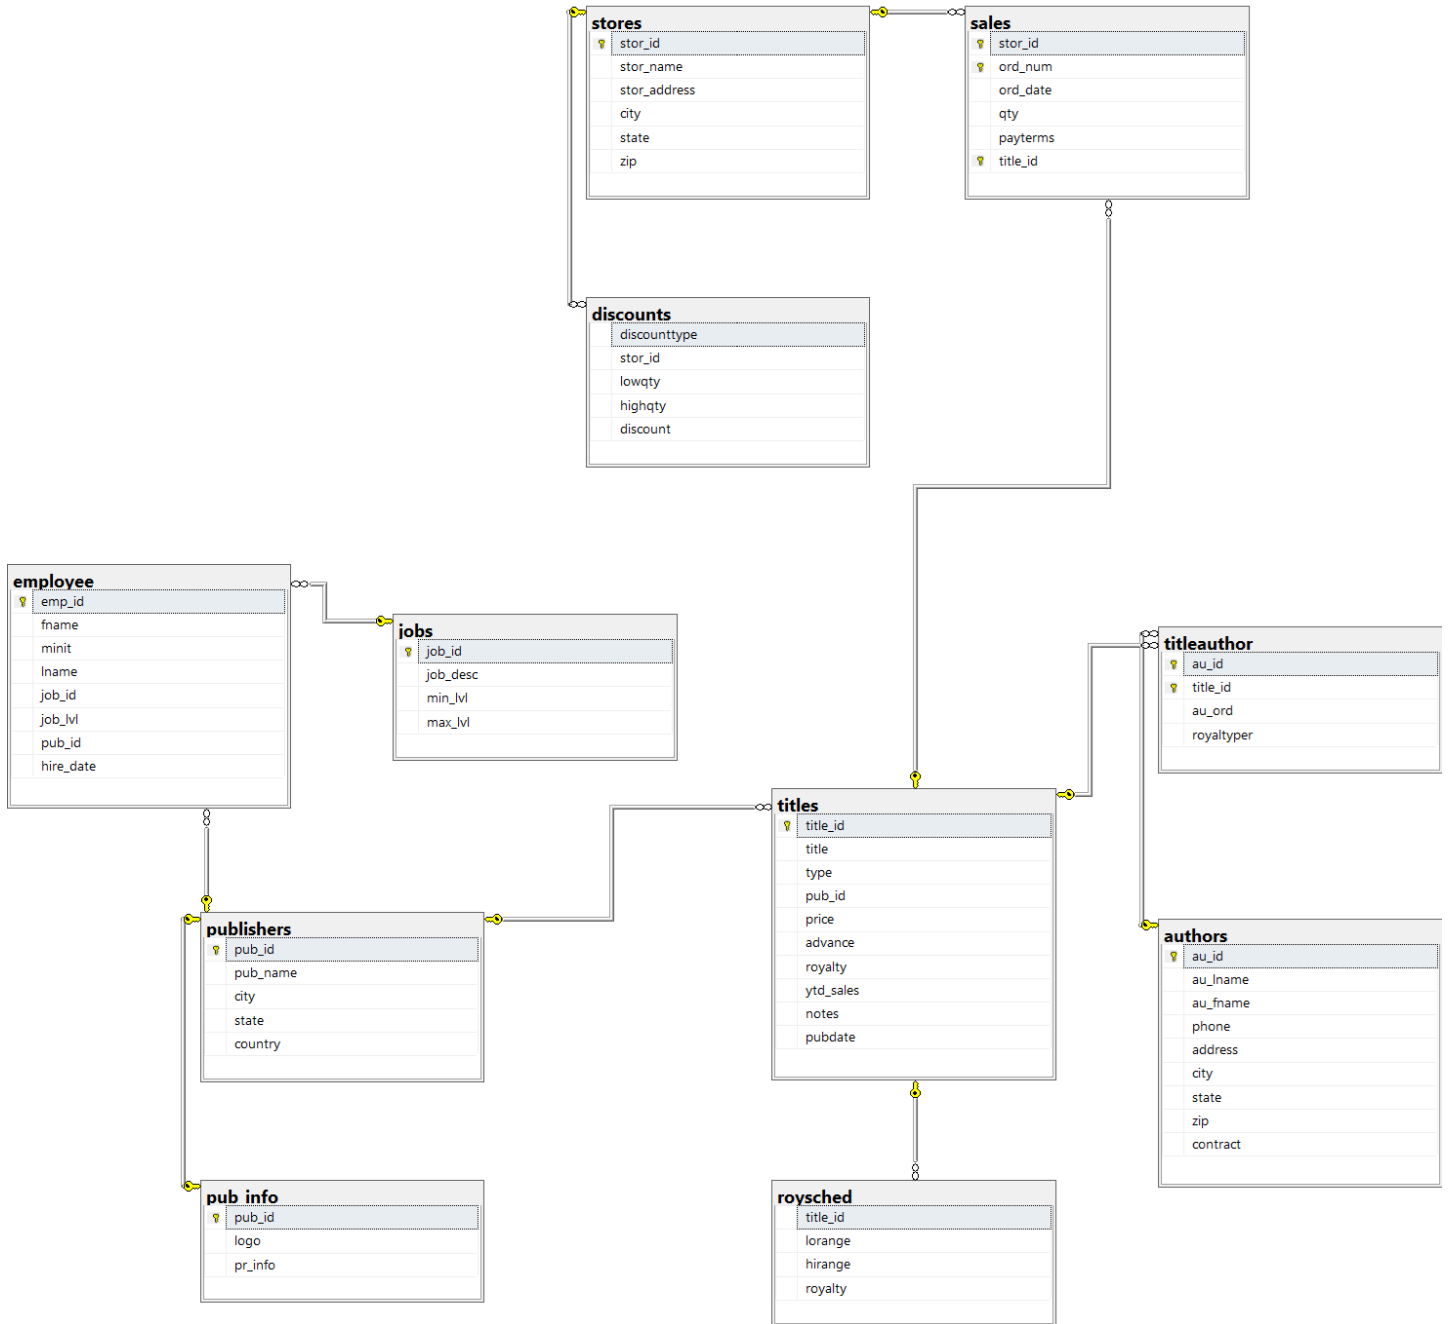 stores
stor_id
stor_name
stor_address
city
state
zip
sales
stor_id
ord_num
ord_date
qty
payterms
title_id
discounts
discounttype
stor_id
lowqty
highqty
discount
employee
emp_id
fname
minit
lname
job_id
job_lvl
pub_id
hire_date
jobs
job_id
job_desc
min_lvl
max_lvl
titleauthor
au_id
title_id
au_ord
royaltyper
titles
title_id
title
type
pub_id
price
advance
royalty
ytd_sales
notes
pubdate
publishers
pub_id
pub_name
city
state
country
authors
au_id
au_lname
au_fname
phone
address
city
state
zip
contract
pub_info
pub_id
logo
pr_info
roysched
title_id
lorange
hirange
royalty